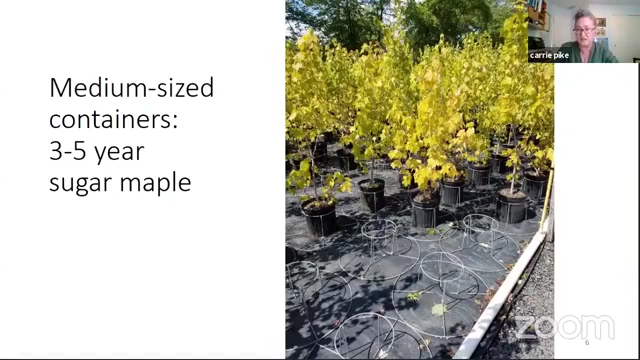 carrie pike
Medium-sized
containers:
3-5 year
sugar maple
zoom
6